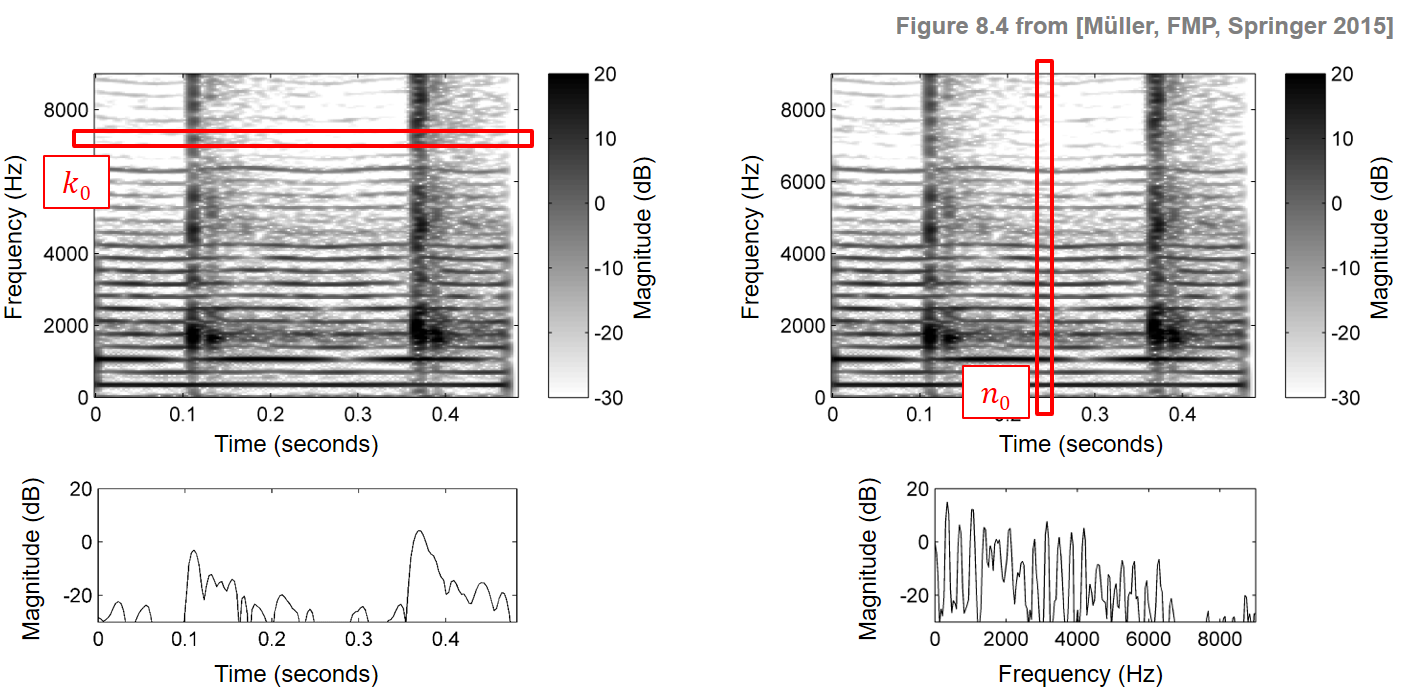 Figure 8.4 from [Müller, FMP, Springer 2015]
Frequency (Hz)
8000
6000
4000
2000
0
k₀
0 0.1 0.2 0.3 0.4
Time (seconds)
20
10
0
-10
-20
-30
Magnitude (dB)
Frequency (Hz)
8000
6000
4000
2000
0
n₀
0 0.1 0.2 0.3 0.4
Time (seconds)
20
10
0
-10
-20
-30
Magnitude (dB)
Magnitude (dB)
20
0
-20
0 0.1 0.2 0.3 0.4
Time (seconds)
Magnitude (dB)
20
0
-20
0 2000 4000 6000 8000
Frequency (Hz)